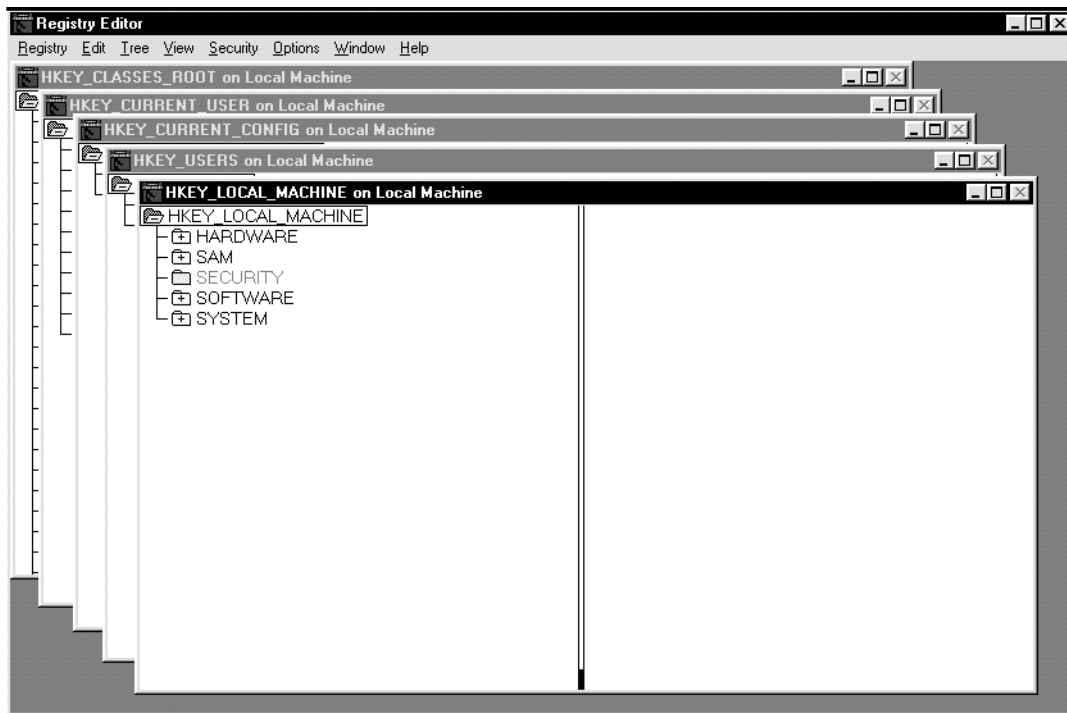 Registry Editor
Registry Edit Tree View Security Options Window Help
HKEY_CLASSES_ROOT on Local Machine
HKEY_CURRENT_USER on Local Machine
HKEY_CURRENT_CONFIG on Local Machine
HKEY_USERS on Local Machine
HKEY_LOCAL_MACHINE on Local Machine
HKEY_LOCAL_MACHINE
HARDWARE
SAM
SECURITY
SOFTWARE
SYSTEM